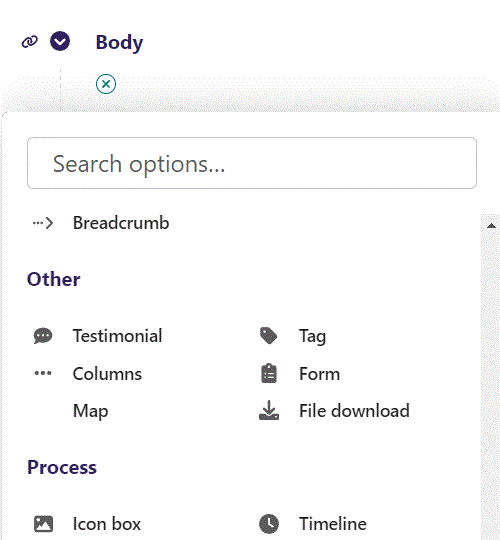 Body
Search options...
Breadcrumb
Other
Testimonial
Tag
Columns
Form
Map
File download
Process
Icon box
Timeline